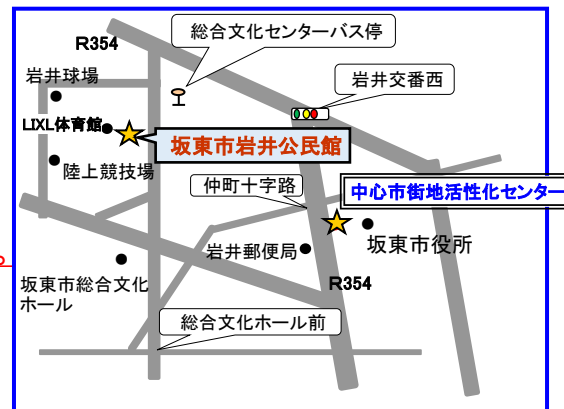 総合文化センターバス停
R354
岩井交番西
岩井球場
LIXL体育館
坂東市岩井公民館
陸上競技場
仲町十字路
中心市街地活性化センター
坂東市役所
岩井郵便局
坂東市総合文化
ホール
R354
総合文化ホール前